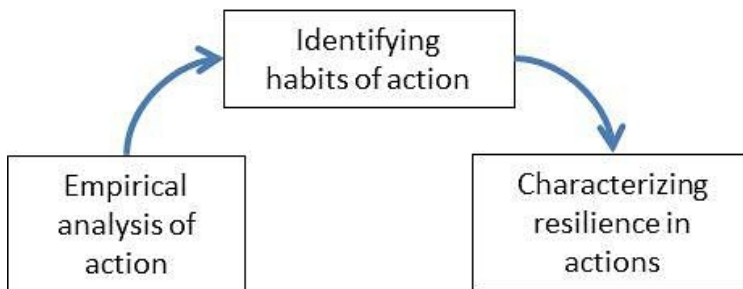 Identifying
habits of action
Empirical
analysis of
action
Characterizing
resilience in
actions